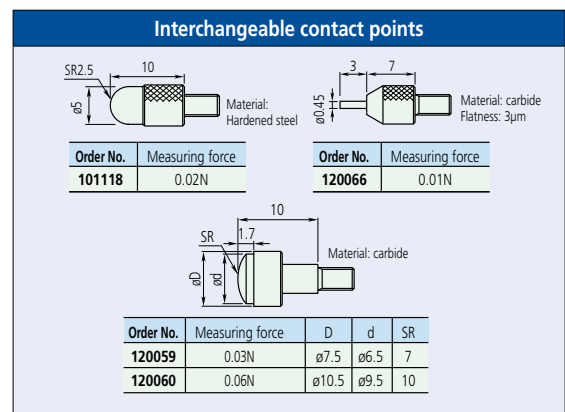 Interchangeable contact points
SR2.5
10
ø5
Material:
Hardened steel
Order No. Measuring force
101118 0.02N
3 7
ø0.45
Material: carbide
Flatness: 3µm
Order No. Measuring force
120066 0.01N
10
SR 1.7
øD
ød
Material: carbide
Order No. Measuring force D d SR
120059 0.03N ø7.5 ø6.5 7
120060 0.06N ø10.5 ø9.5 10